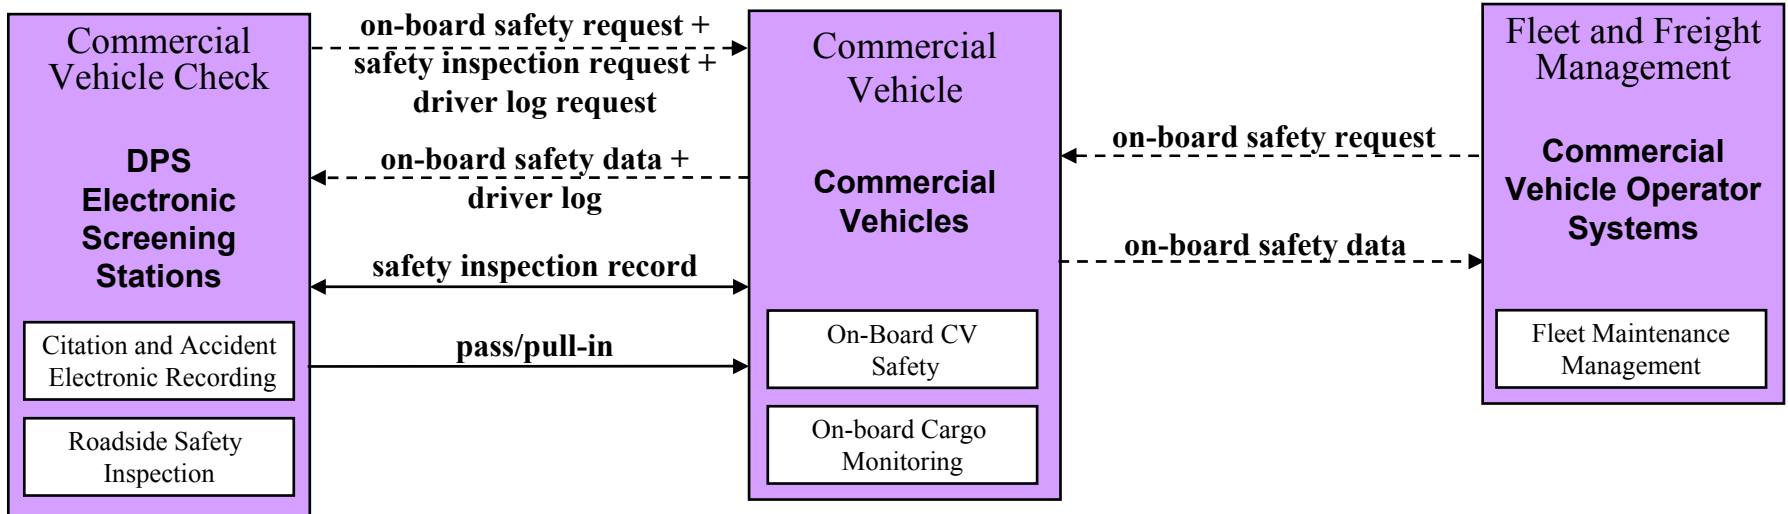 Commercial
Vehicle Check
DPS
Electronic
Screening
Stations
Citation and Accident
Electronic Recording
Roadside Safety
Inspection
on-board safety request +
safety inspection request +
driver log request
on-board safety data +
driver log
safety inspection record
pass/pull-in
Commercial
Vehicle
Commercial
Vehicles
On-Board CV
Safety
On-board Cargo
Monitoring
on-board safety request
on-board safety data
Fleet and Freight
Management
Commercial
Vehicle Operator
Systems
Fleet Maintenance
Management